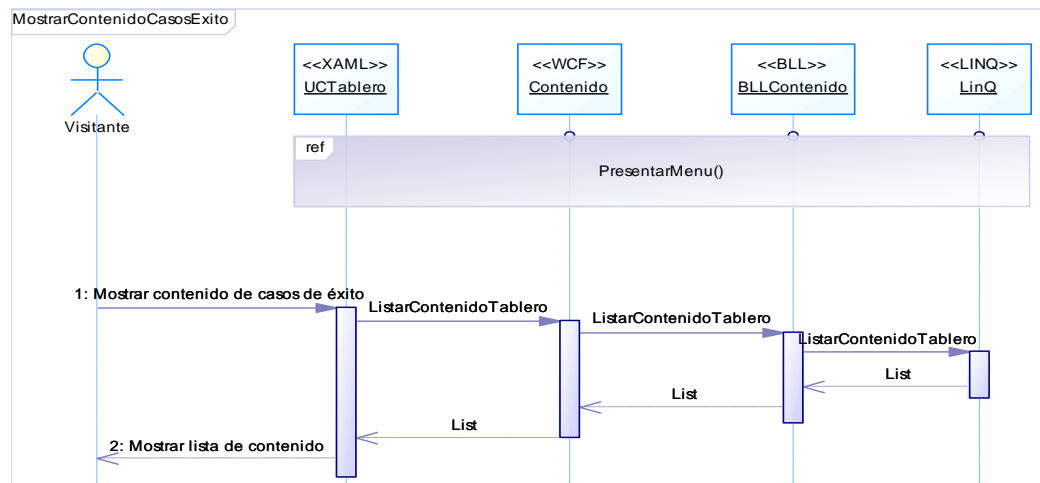 MostrarContenidoCasosExito
Visitante
<<XAML>>
UCTablero
<<WCF>>
Contenido
<<BLL>>
BLLContenido
<<LINQ>>
LinQ
ref
PresentarMenu()
1: Mostrar contenido de casos de éxito
ListarContenidoTablero
ListarContenidoTablero
ListarContenidoTablero
List
List
List
2: Mostrar lista de contenido